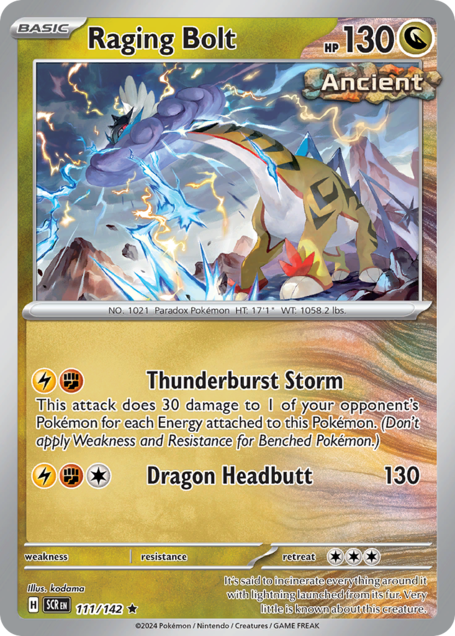 BASIC Raging Bolt HP 130
Ancient
NO. 1021 Paradox Pokémon HT: 17'1" WT: 1058.2 lbs.
Thunderburst Storm
This attack does 30 damage to 1 of your opponent's
Pokémon for each Energy attached to this Pokémon. (Don't
apply Weakness and Resistance for Benched Pokémon.)
Dragon Headbutt 130
weakness resistance retreat
Illus. kodama
H SCR EN 111/142 ★
It's said to incinerate everything around it
with lightning launched from its fur. Very
little is known about this creature.
©2024 Pokémon / Nintendo / Creatures / GAME FREAK